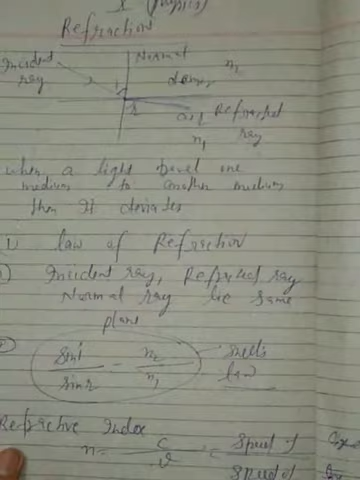 X (Physics)
Refraction
Incident ray
Normal
n2
i
r
Refracted ray
n1
when a light travel one
medium to another medium
then It deviates
law of Refraction
Incident ray, Refracted ray
Normal ray lie same
plane
sin i / sin r = n2 / n1 Snell's law
Refractive Index
n = c / v = Speed of
Speed of